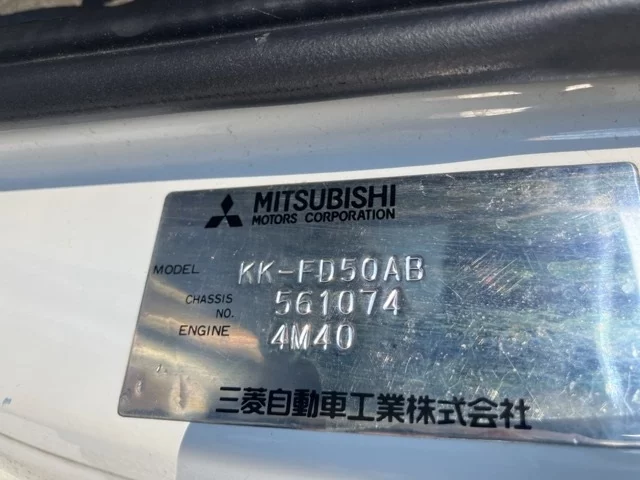 MITSUBISHI
MOTORS CORPORATION
MODEL KK-FD50AB
CHASSIS NO. 561074
ENGINE 4M40
三菱自動車工業株式会社